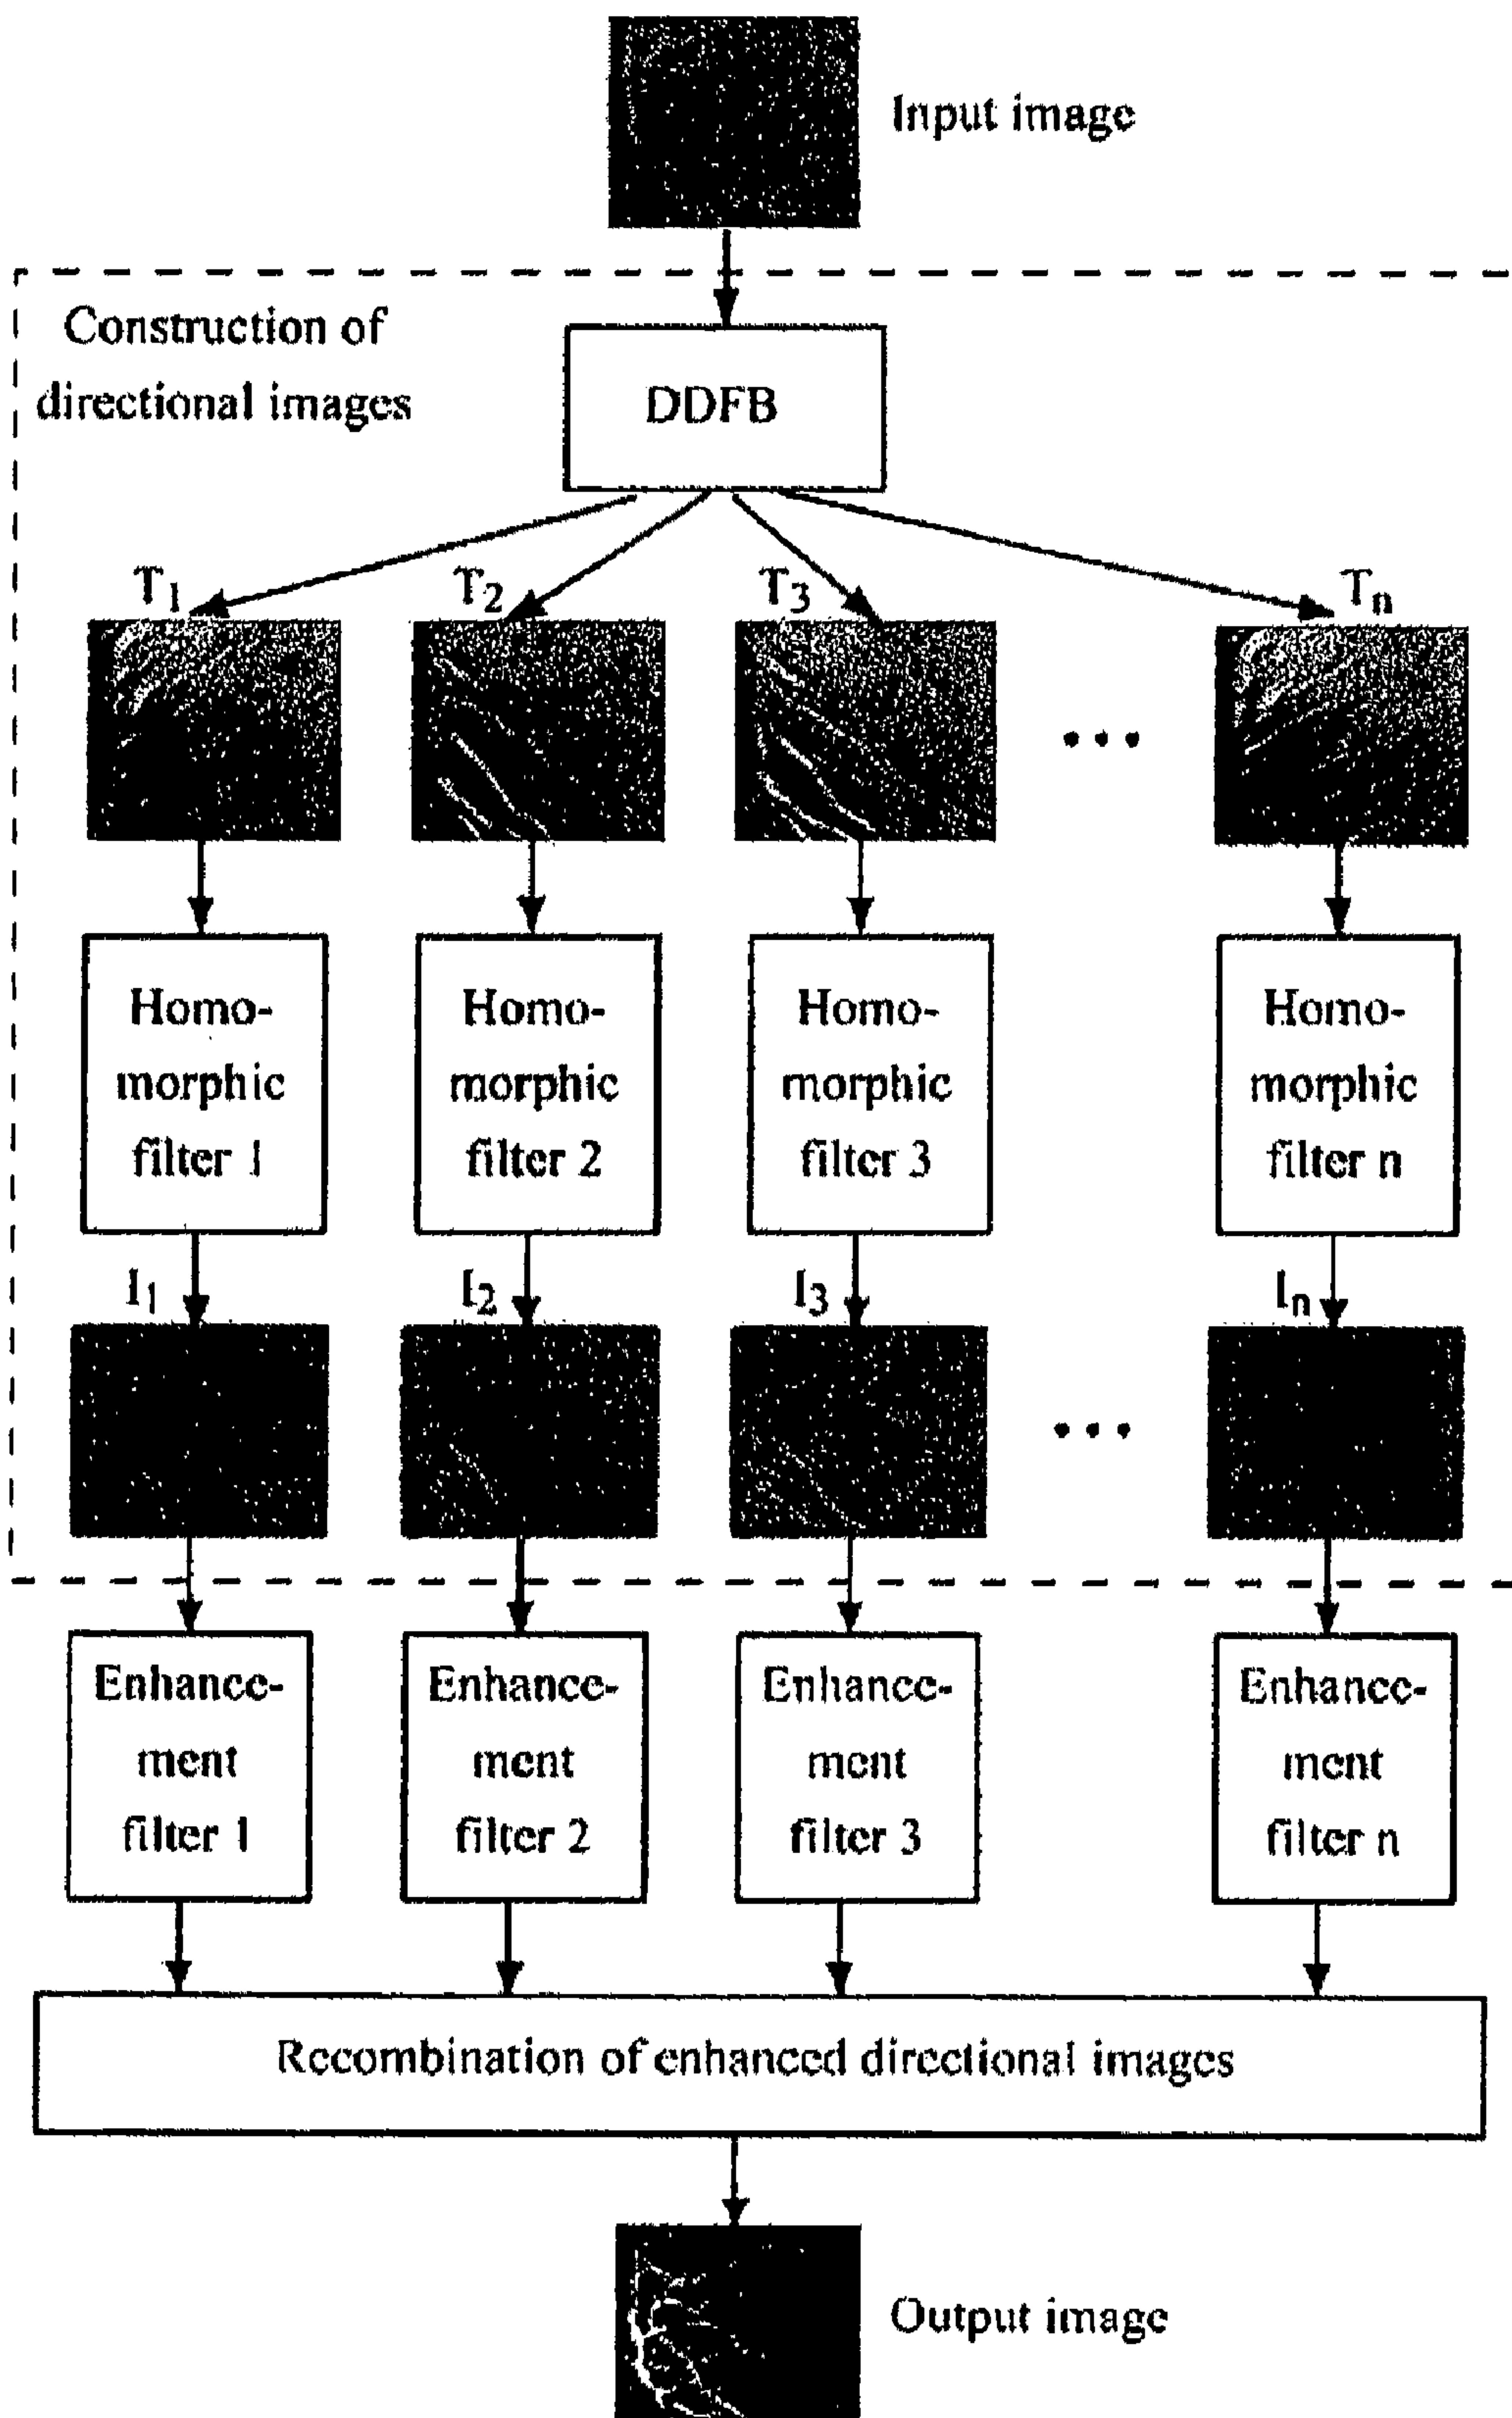 Input image
Construction of
directional images
DDFB
T1
T2
T3
Tn
Homo-
morphic
filter 1
Homo-
morphic
filter 2
Homo-
morphic
filter 3
Homo-
morphic
filter n
I1
I2
I3
In
Enhance-
ment
filter 1
Enhance-
ment
filter 2
Enhance-
ment
filter 3
Enhance-
ment
filter n
Recombination of enhanced directional images
Output image